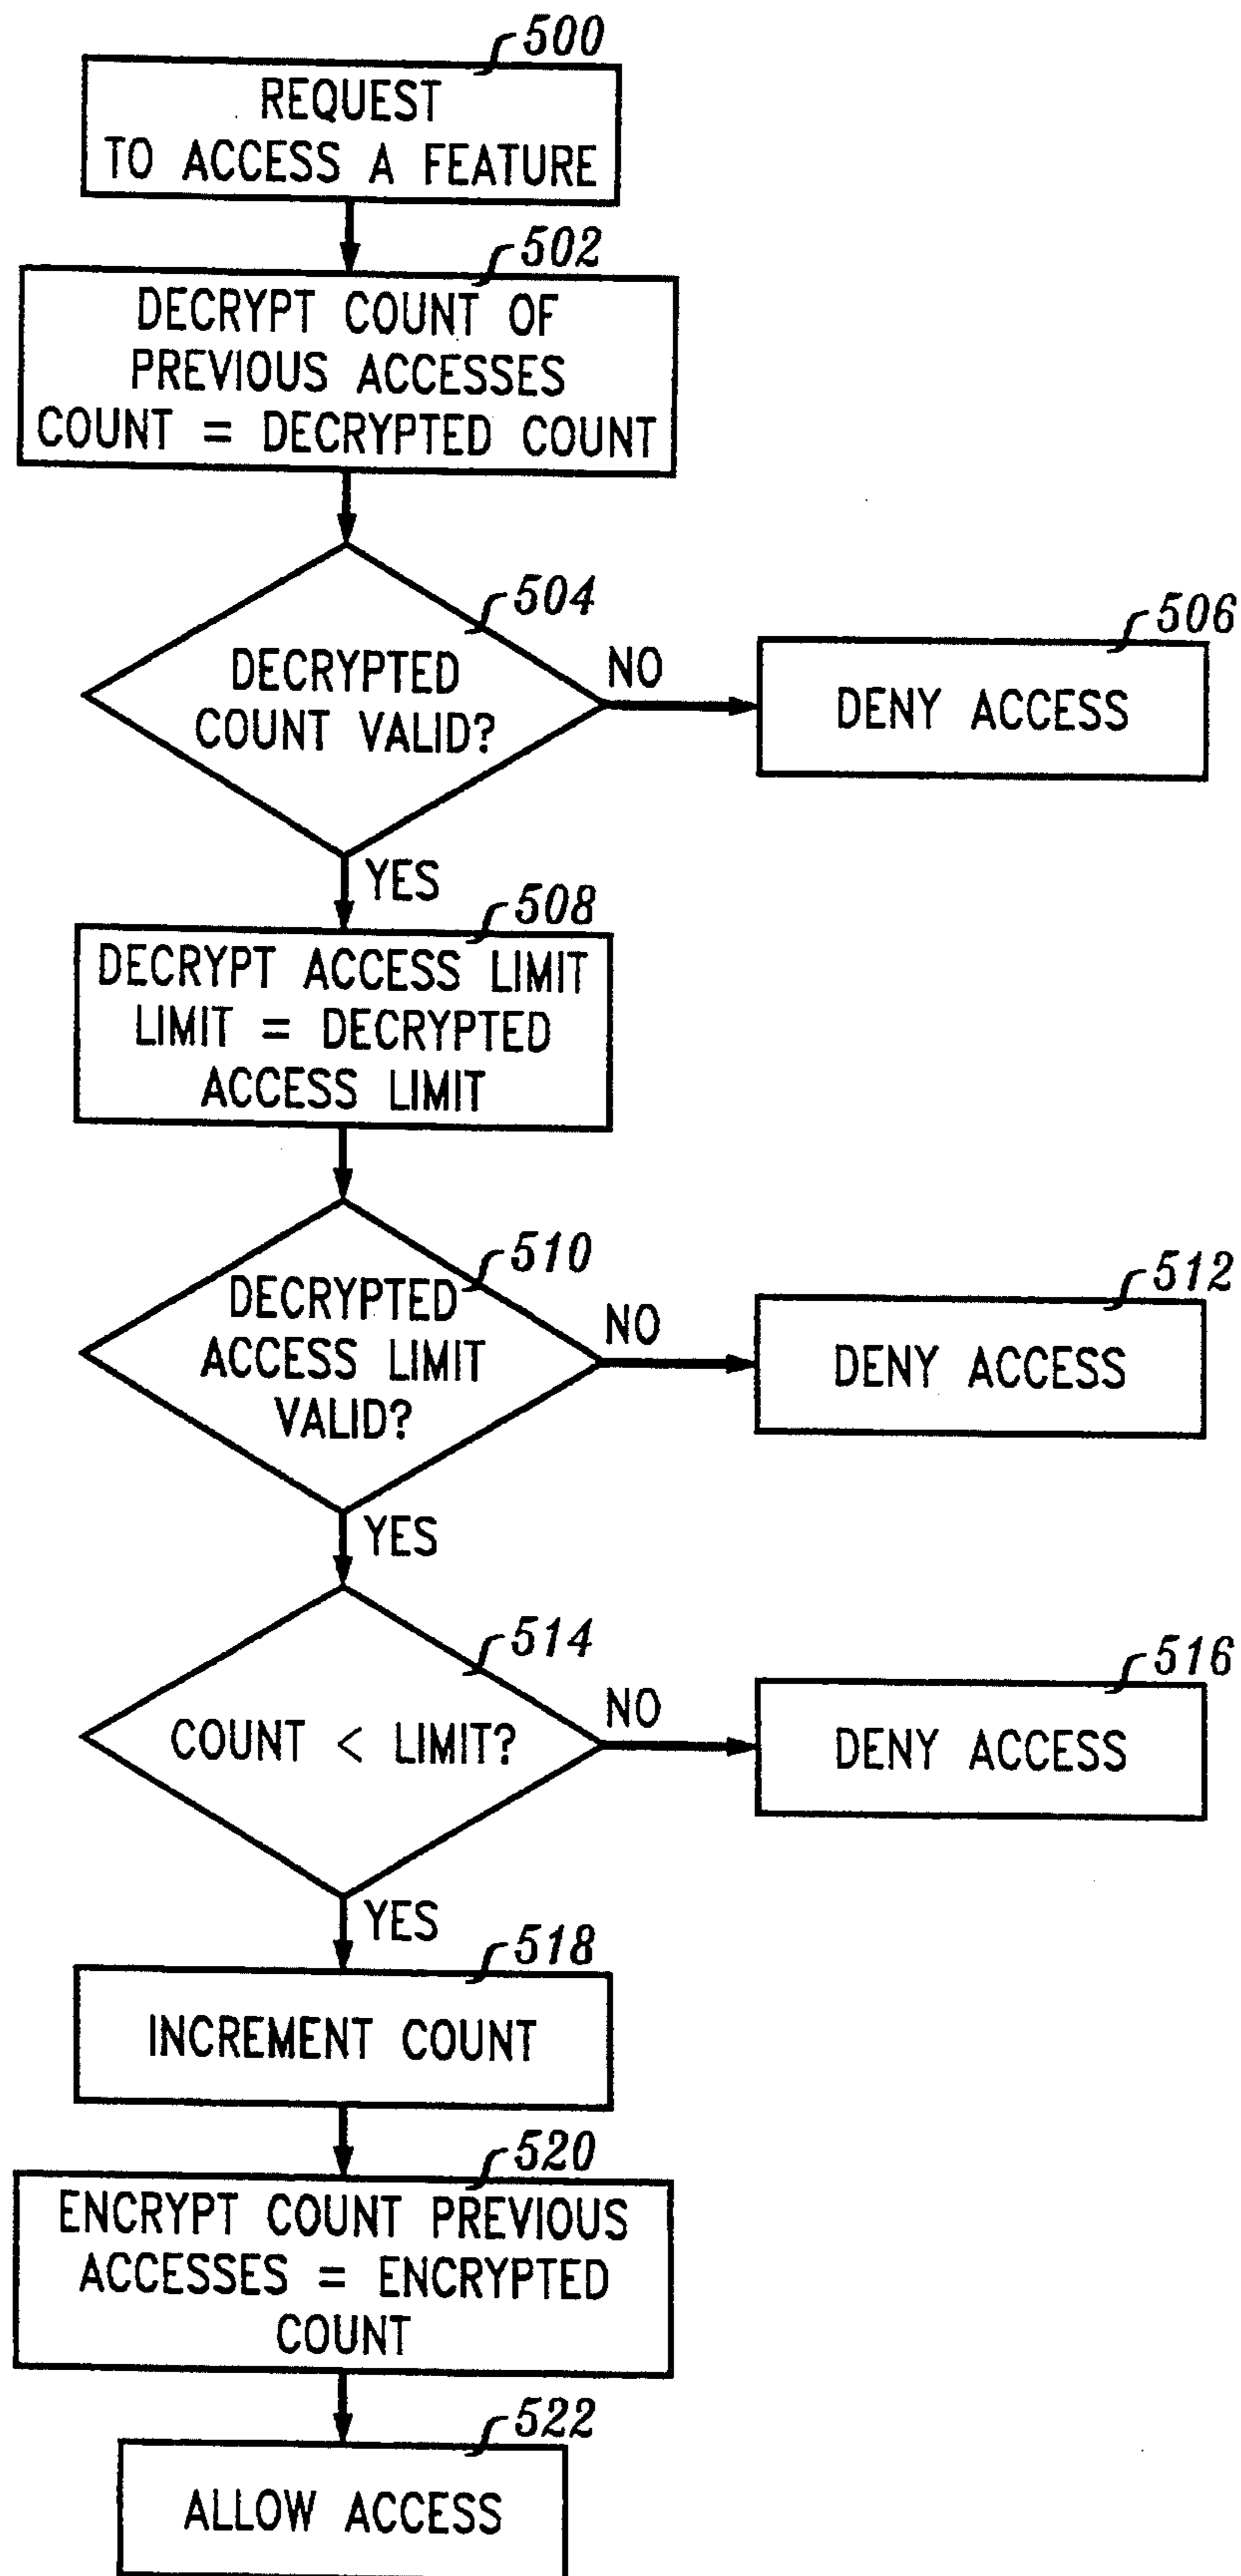 500
REQUEST
TO ACCESS A FEATURE
502
DECRYPT COUNT OF
PREVIOUS ACCESSES
COUNT = DECRYPTED COUNT
504
DECRYPTED
COUNT VALID?
NO
506
DENY ACCESS
YES
508
DECRYPT ACCESS LIMIT
LIMIT = DECRYPTED
ACCESS LIMIT
510
DECRYPTED
ACCESS LIMIT
VALID?
NO
512
DENY ACCESS
YES
514
COUNT < LIMIT?
NO
516
DENY ACCESS
YES
518
INCREMENT COUNT
520
ENCRYPT COUNT PREVIOUS
ACCESSES = ENCRYPTED
COUNT
522
ALLOW ACCESS